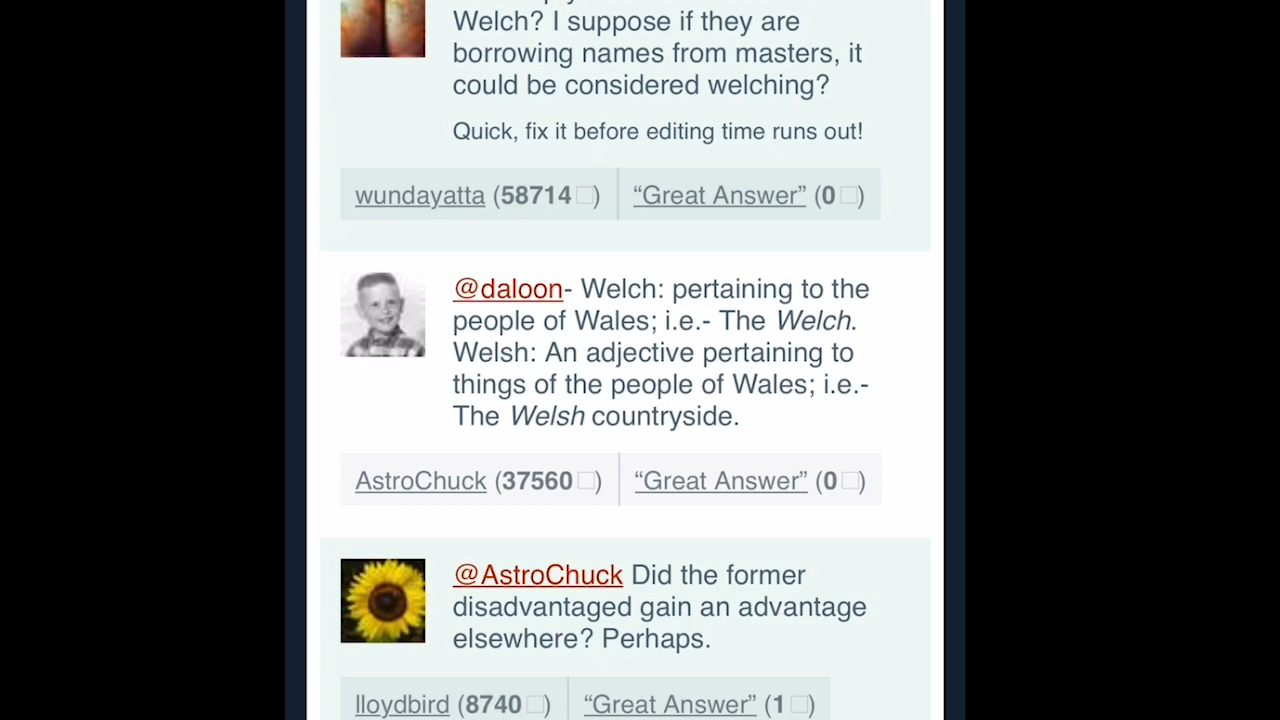 Welch? I suppose if they are
borrowing names from masters, it
could be considered welching?
Quick, fix it before editing time runs out!
wundayatta (58714) “Great Answer” (0)
@daloon- Welch: pertaining to the
people of Wales; i.e.- The Welch.
Welsh: An adjective pertaining to
things of the people of Wales; i.e.-
The Welsh countryside.
AstroChuck (37560) “Great Answer” (0)
@AstroChuck Did the former
disadvantaged gain an advantage
elsewhere? Perhaps.
lloydbird (8740) “Great Answer” (1)